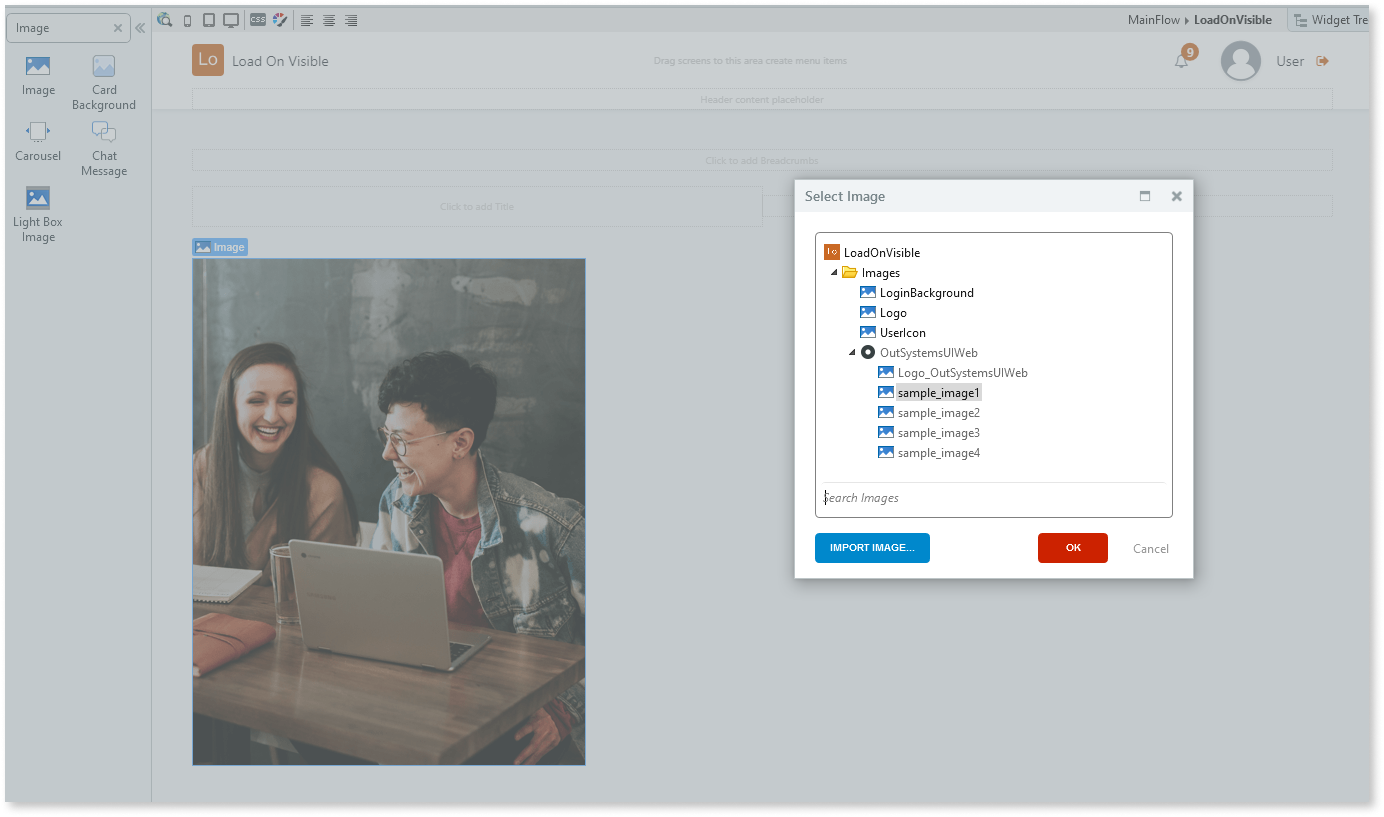 Image
MainFlow LoadOnVisible Widget Tre
Image
Card
Background
Carousel
Chat
Message
Light Box
Image
CSS
Lo Load On Visible
Drag screens to this area create menu items
9
User
Header content placeholder
Click to add Breadcrumbs
Click to add Title
Image
Select Image
Lo LoadOnVisible
Images
LoginBackground
Logo
UserIcon
OutSystemsUIWeb
Logo_OutSystemsUIWeb
sample_image1
sample_image2
sample_image3
sample_image4
Search Images
IMPORT IMAGE...
OK
Cancel